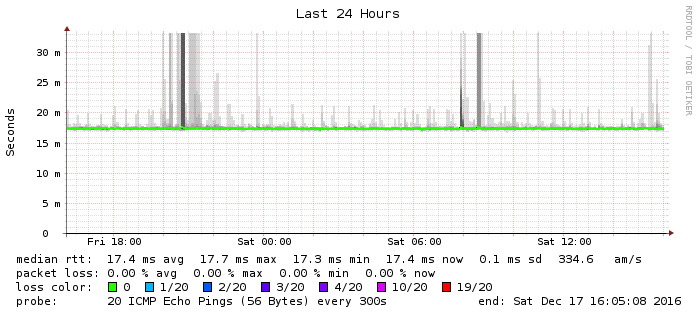 Last 24 Hours
RRDTOOL / TOBI OETIKER
Seconds
30 m
25 m
20 m
15 m
10 m
5 m
0
Fri 18:00 Sat 00:00 Sat 06:00 Sat 12:00
median rtt: 17.4 ms avg 17.7 ms max 17.3 ms min 17.4 ms now 0.1 ms sd 334.6 am/s
packet loss: 0.00 % avg 0.00 % max 0.00 % min 0.00 % now
loss color: 0 1/20 2/20 3/20 4/20 10/20 19/20
probe: 20 ICMP Echo Pings (56 Bytes) every 300s end: Sat Dec 17 16:05:08 2016